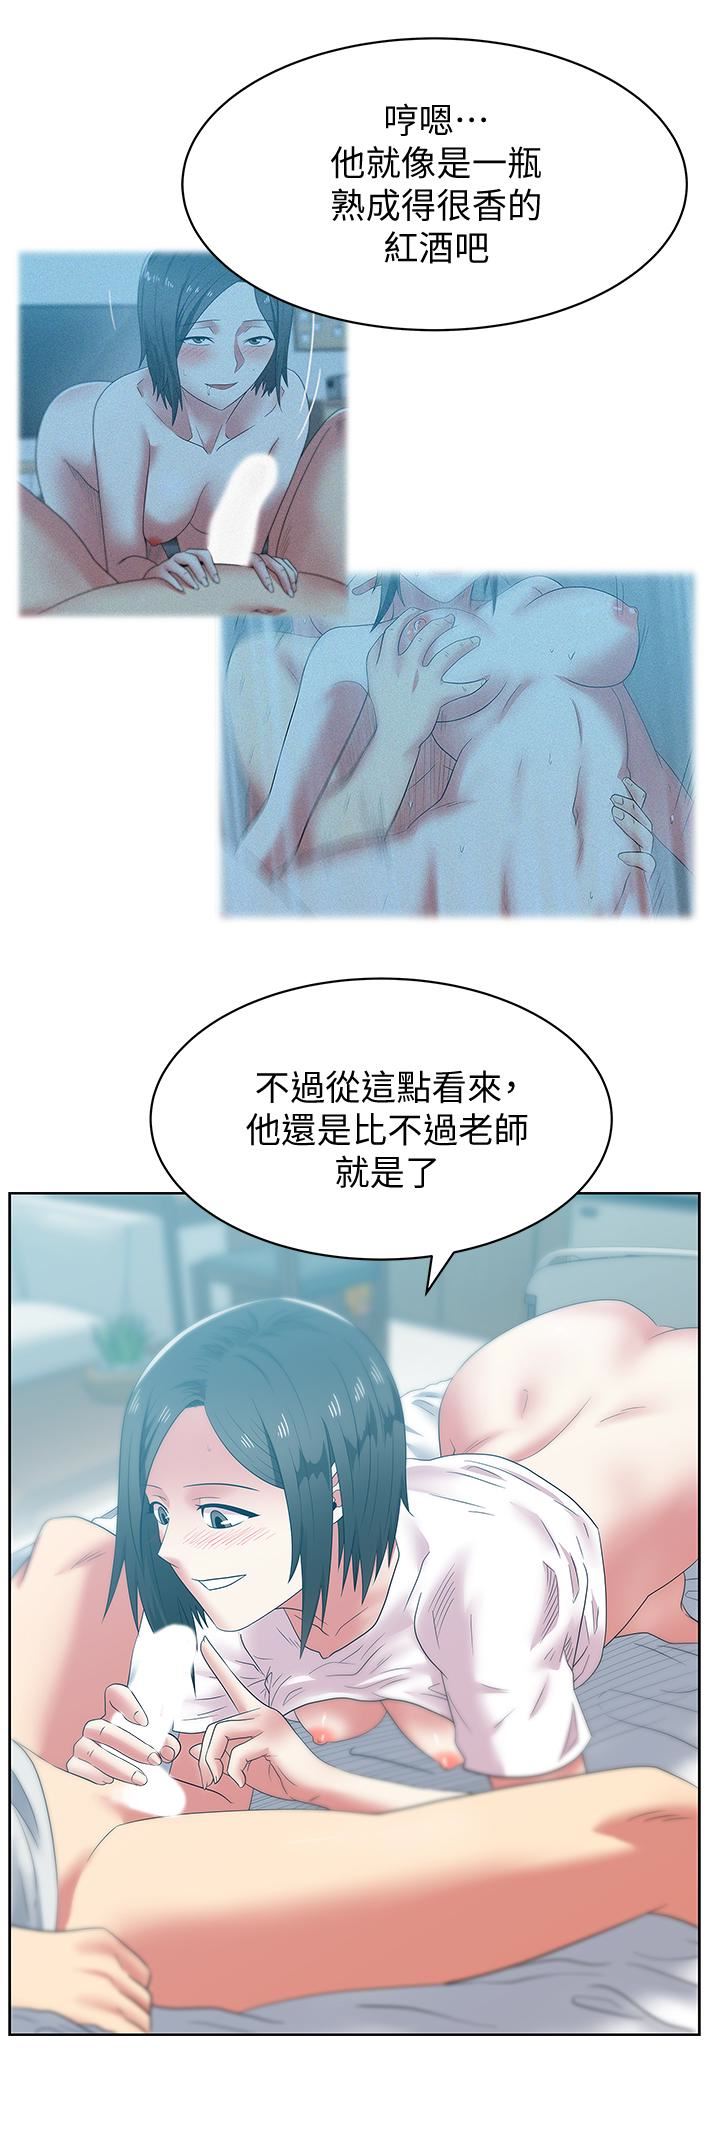 哼嗯…
他就像是一瓶
熟成得很香的
紅酒吧
不過從這點看來，
他還是比不過老師
就是了